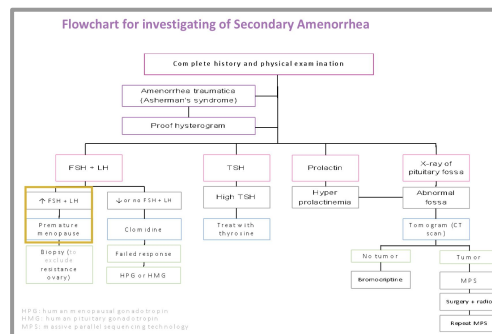 Flowchart for investigating of Secondary Amenorrhea
Complete history and physical examination
Amenorrhea traumatica
(Asherman's syndrome)
Proof hysterogram
FSH + LH
TSH
Prolactin
X-ray of
pituitary fossa
↑ FSH + LH
↓ or no FSH + LH
High TSH
Hyper
prolactinemia
Abnormal
fossa
Premature
menopause
Clomidine
Treat with
thyroxine
Tomogram (CT
scan)
Biopsy (to
exclude
resistance
ovary)
Failed response
HPG or HMG
No tumor
Tumor
Bromocriptine
MPS
Surgery + radio
Repeat MPS
HPG: human menopausal gonadotropin
HMG: human pituitary gonadotropin
MPS: massive parallel sequencing technology